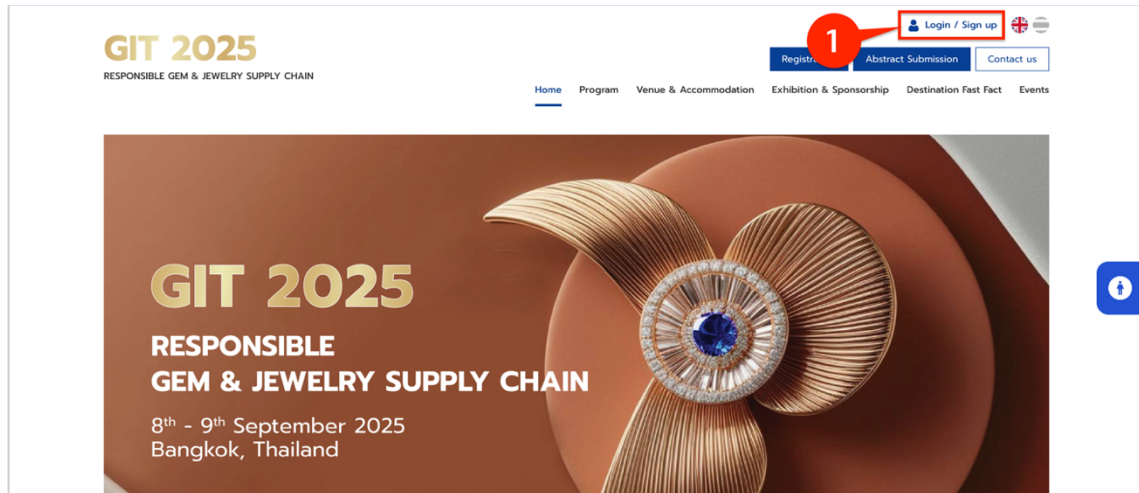 Login / Sign up
1
GIT 2025
RESPONSIBLE GEM & JEWELRY SUPPLY CHAIN
Abstract Submission
Contact us
Home Program Venue & Accommodation Exhibition & Sponsorship Destination Fast Fact Events
GIT 2025
RESPONSIBLE
GEM & JEWELRY SUPPLY CHAIN
8th - 9th September 2025
Bangkok, Thailand